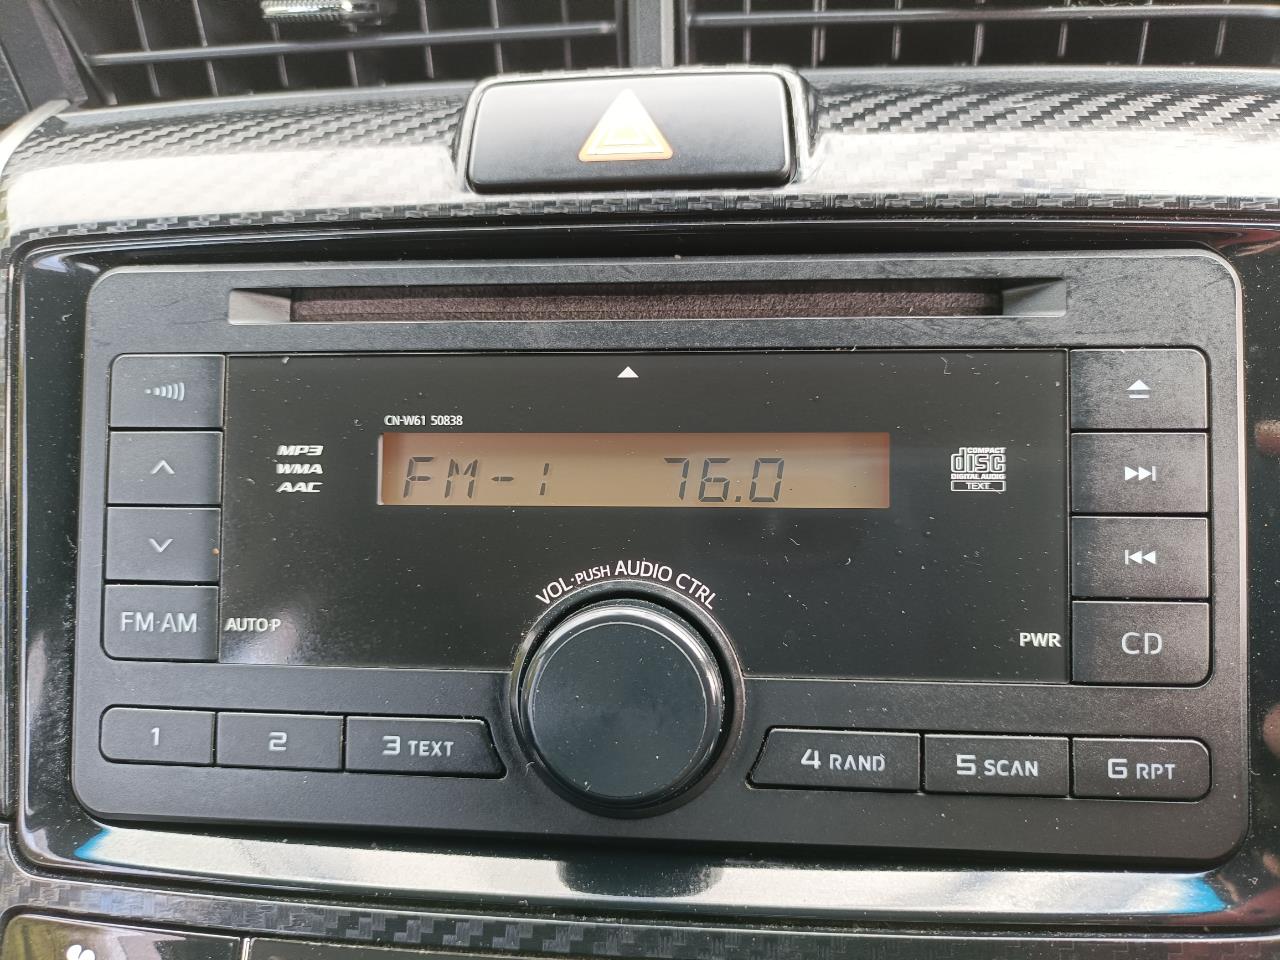 CN-W61 50838
MP3
WMA
AAC
FM-1 76.0
COMPACT
disc
DIGITAL AUDIO
TEXT
VOL·PUSH AUDIO CTRL
FM·AM
AUTO·P
PWR
CD
1
2
3 TEXT
4 RAND
5 SCAN
6 RPT